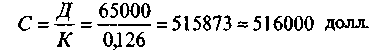 C = Д/К = 65000/0,126 = 515873 ≈ 516000 долл.